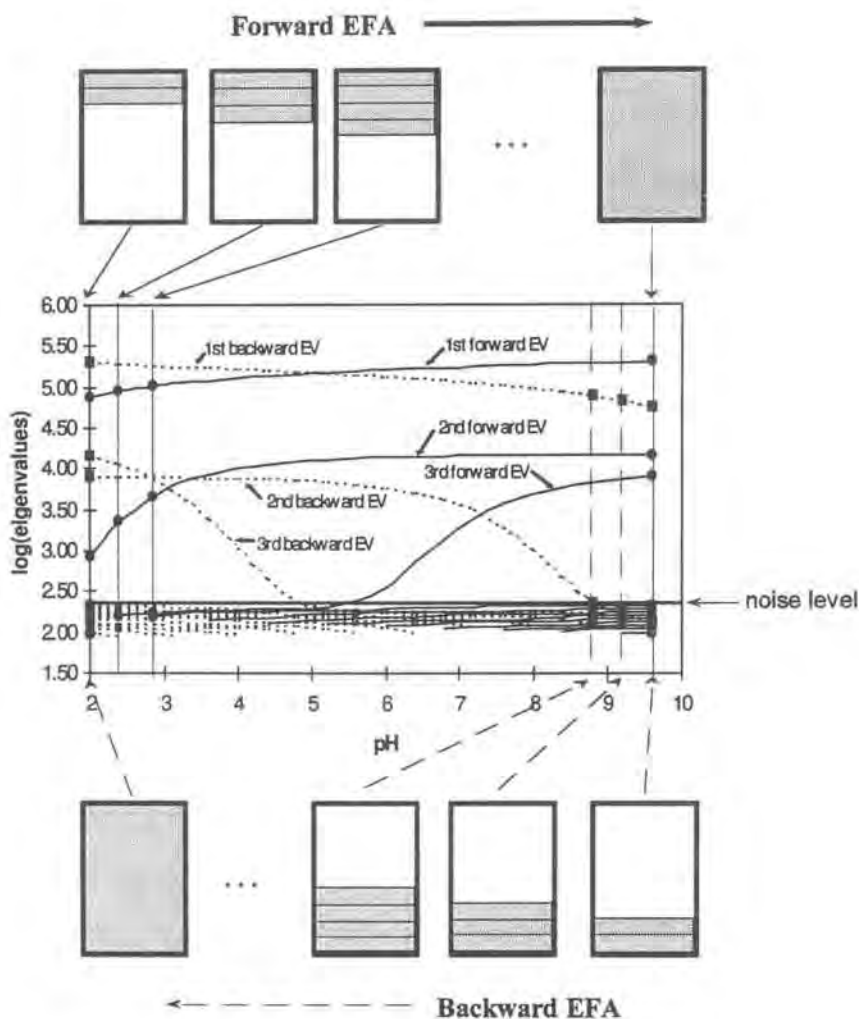 Forward EFA
...
6.00
5.50
5.00
4.50
4.00
3.50
3.00
2.50
2.00
1.50
log(eigenvalues)
1st backward EV
1st forward EV
2nd forward EV
3rd forward EV
2nd backward EV
3rd backward EV
noise level
2 3 4 5 6 7 8 9 10
pH
...
Backward EFA